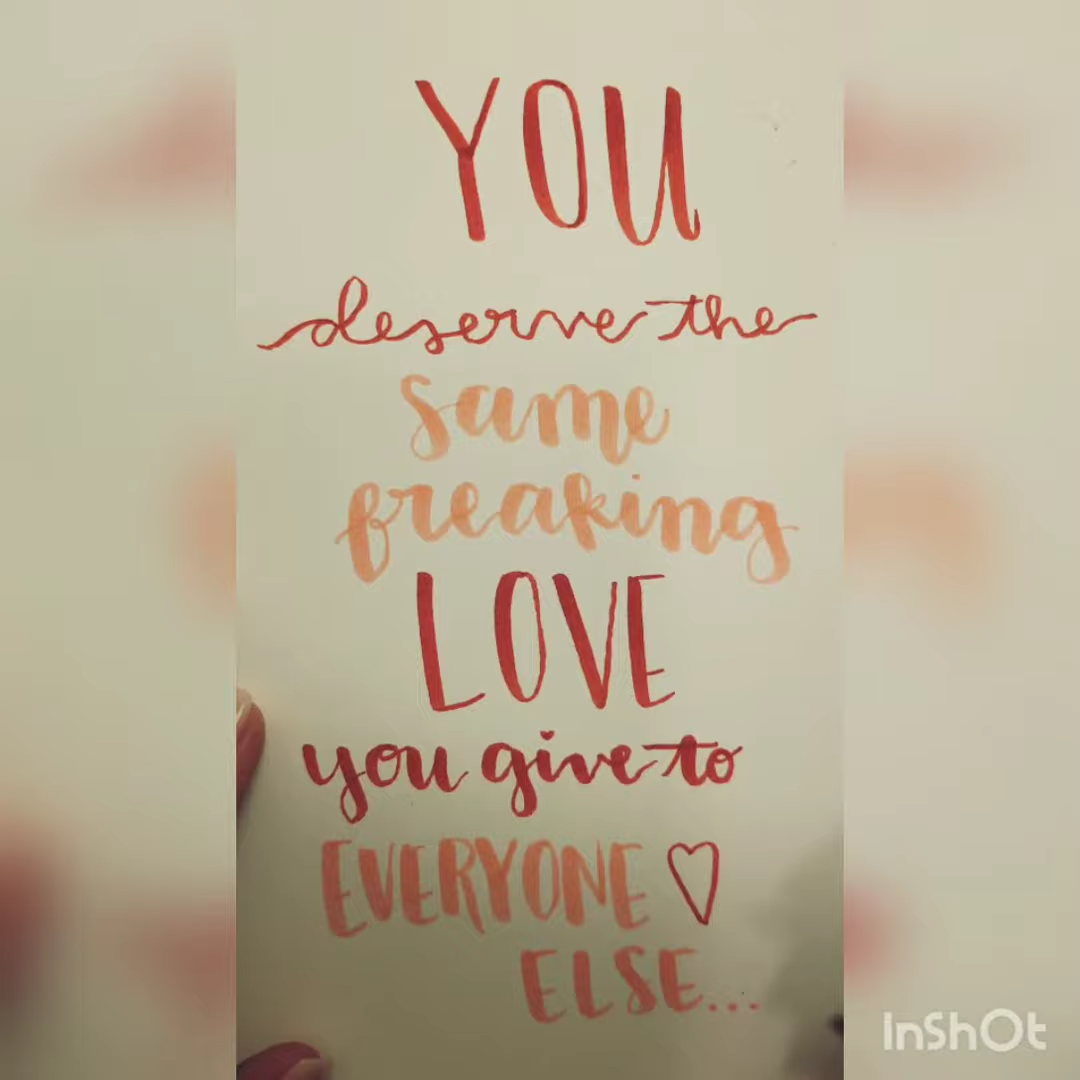 YOU
deserve the
same
freaking
LOVE
you give to
EVERYONE ♡
ELSE...
InShOt